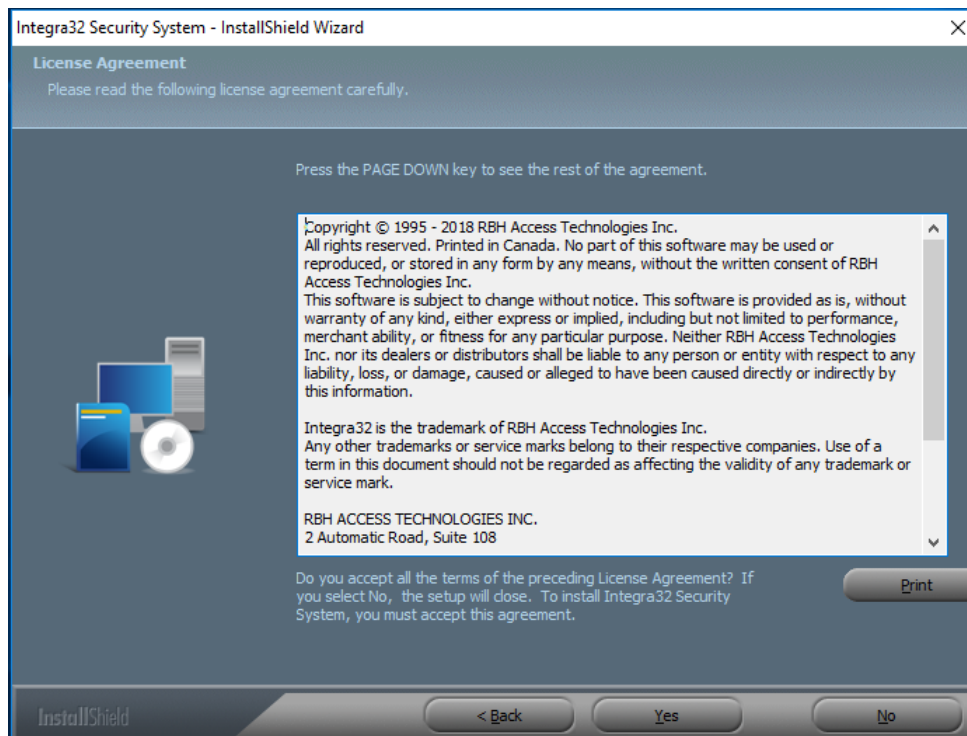 Integra32 Security System - InstallShield Wizard
License Agreement
Please read the following license agreement carefully.
Press the PAGE DOWN key to see the rest of the agreement.
Copyright © 1995 - 2018 RBH Access Technologies Inc.
All rights reserved. Printed in Canada. No part of this software may be used or
reproduced, or stored in any form by any means, without the written consent of RBH
Access Technologies Inc.
This software is subject to change without notice. This software is provided as is, without
warranty of any kind, either express or implied, including but not limited to performance,
merchant ability, or fitness for any particular purpose. Neither RBH Access Technologies
Inc. nor its dealers or distributors shall be liable to any person or entity with respect to any
liability, loss, or damage, caused or alleged to have been caused directly or indirectly by
this information.
Integra32 is the trademark of RBH Access Technologies Inc.
Any other trademarks or service marks belong to their respective companies. Use of a
term in this document should not be regarded as affecting the validity of any trademark or
service mark.
RBH ACCESS TECHNOLOGIES INC.
2 Automatic Road, Suite 108
Do you accept all the terms of the preceding License Agreement? If
you select No, the setup will close. To install Integra32 Security
System, you must accept this agreement.
Print
InstallShield
< Back
Yes
No